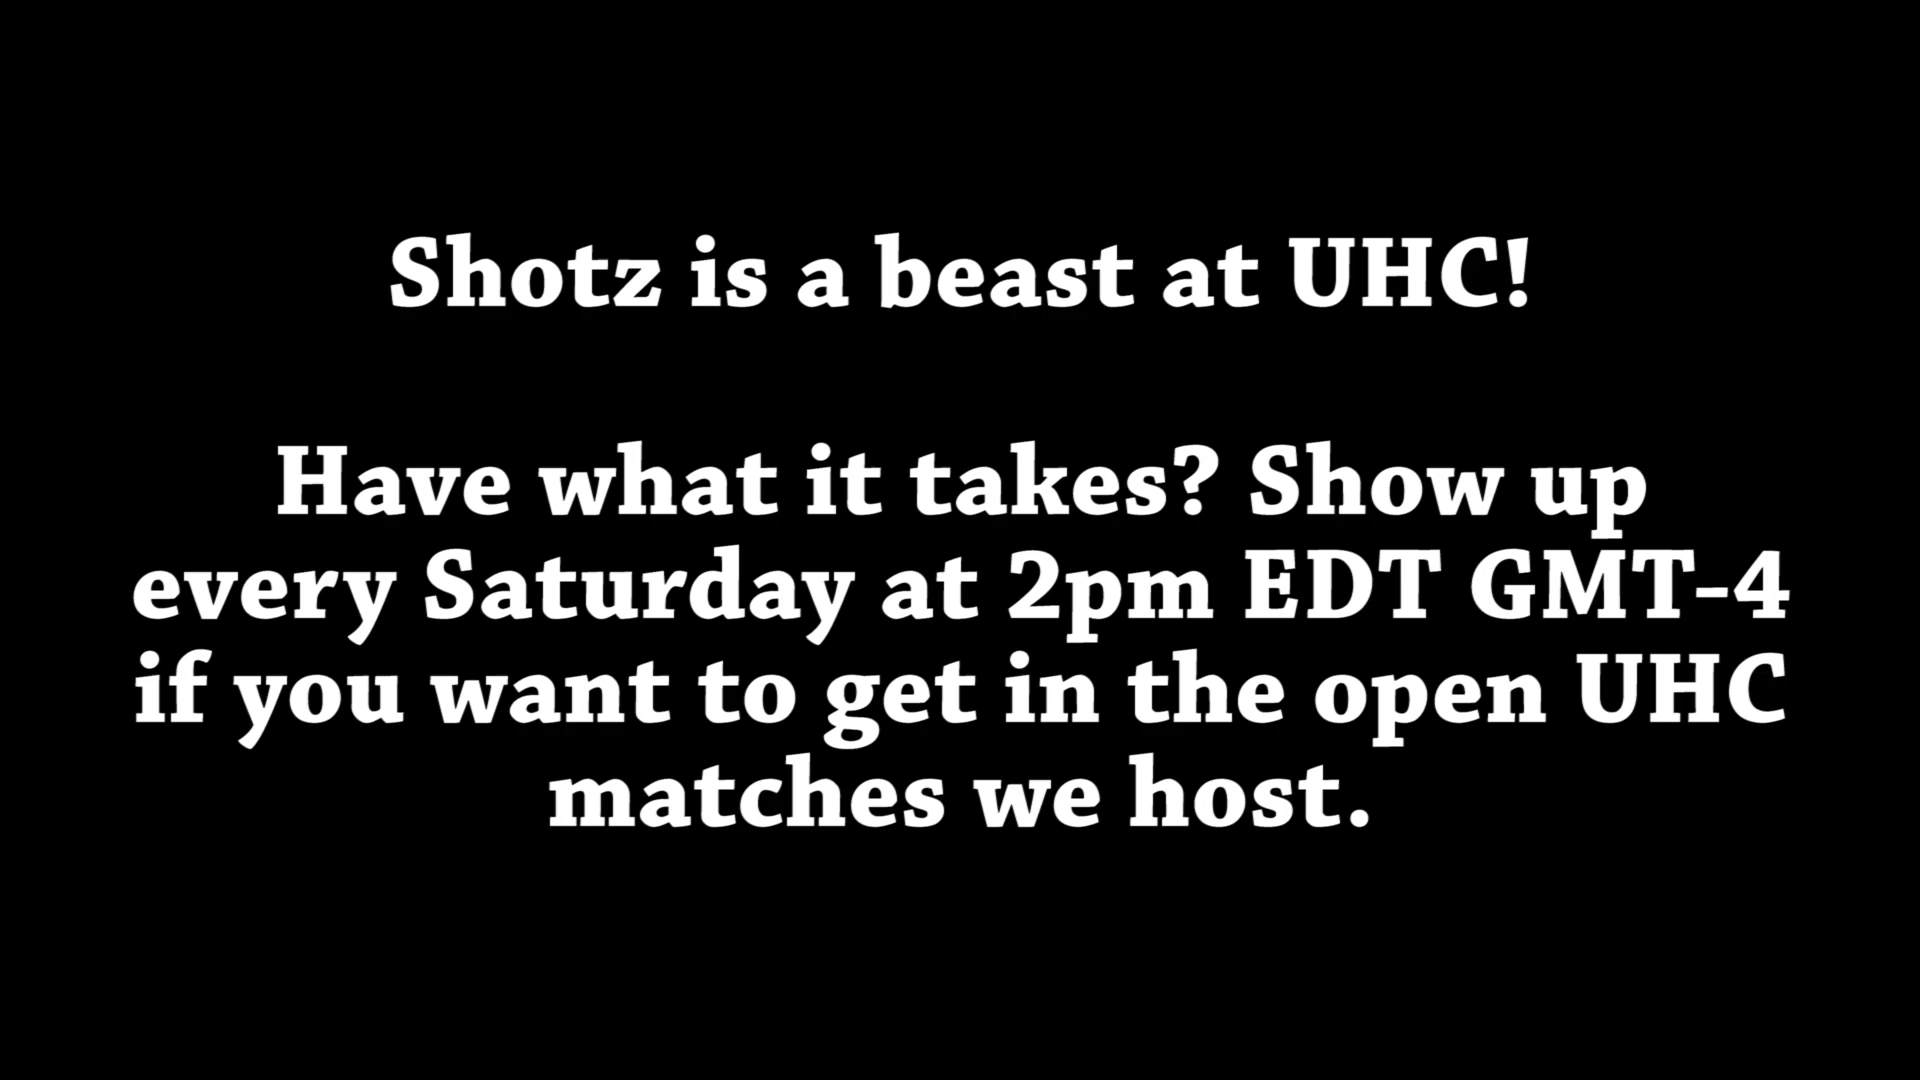 Shotz is a beast at UHC!
Have what it takes? Show up
every Saturday at 2pm EDT GMT-4
if you want to get in the open UHC
matches we host.